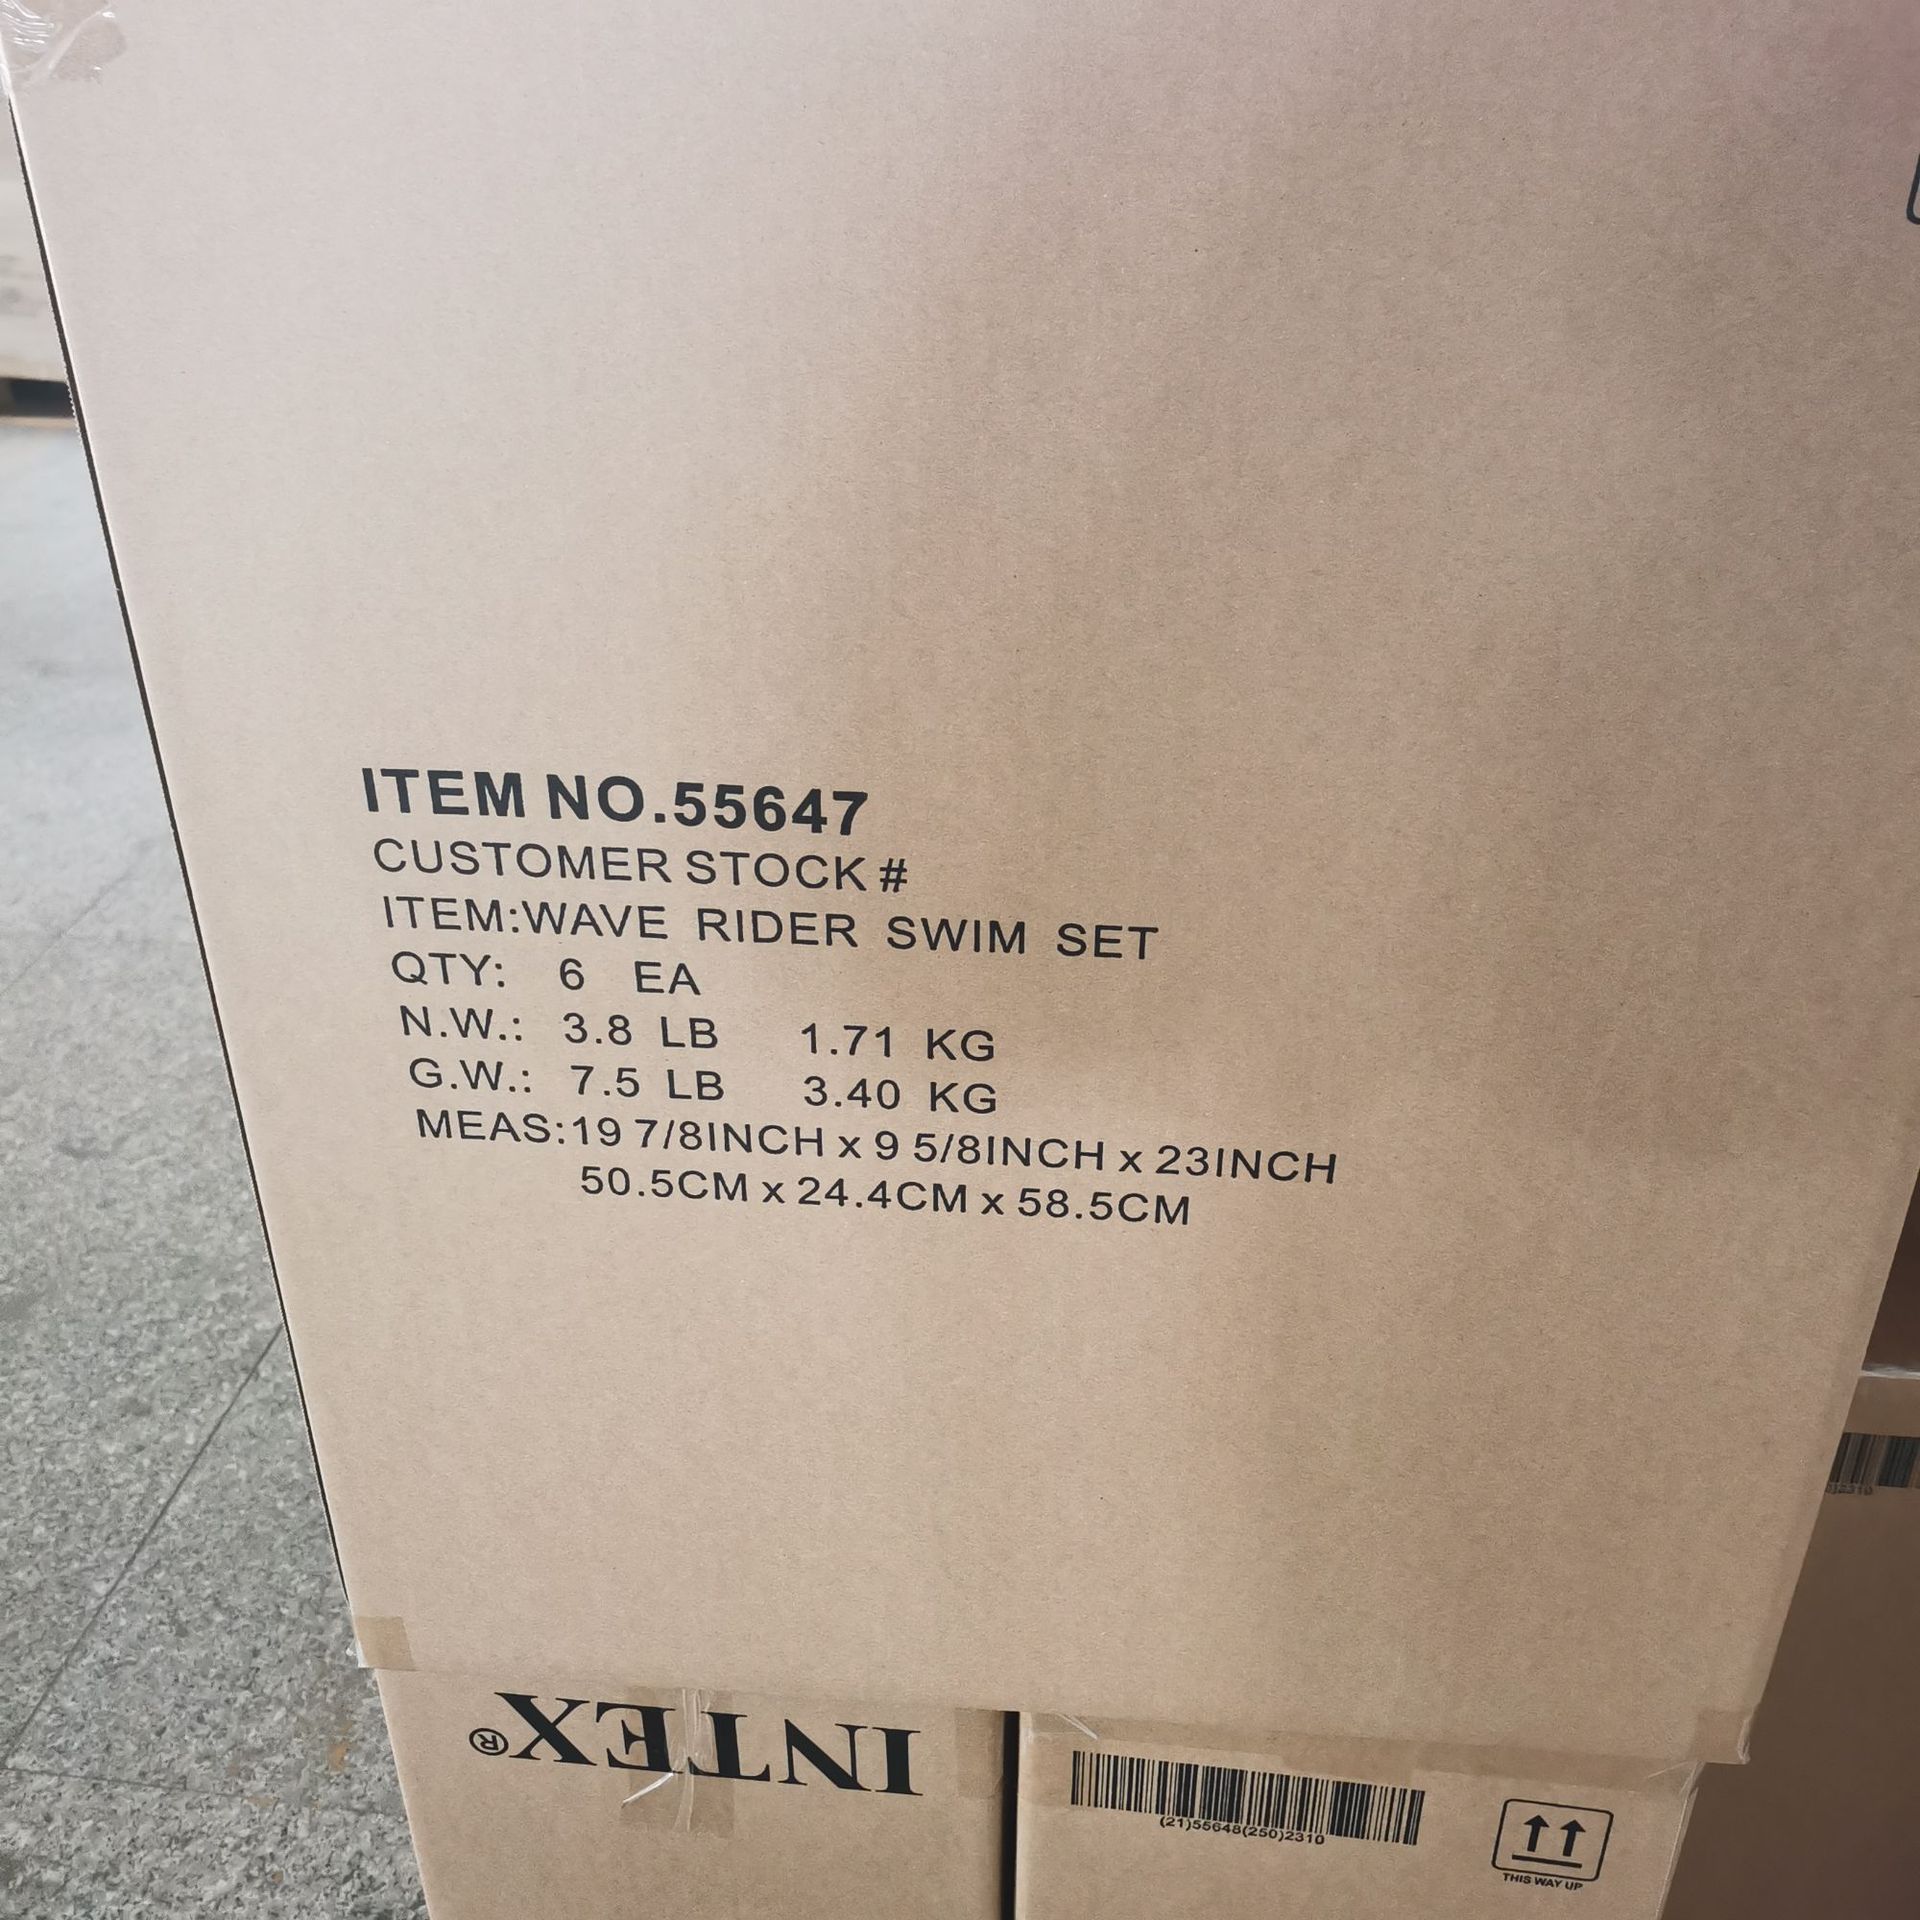 ITEM NO.55647
CUSTOMER STOCK #
ITEM:WAVE RIDER SWIM SET
QTY: 6 EA
N.W.: 3.8 LB 1.71 KG
G.W.: 7.5 LB 3.40 KG
MEAS:19 7/8INCH x 9 5/8INCH x 23INCH
50.5CM x 24.4CM x 58.5CM
INTEX®
(21)55648(250)2310
THIS WAY UP